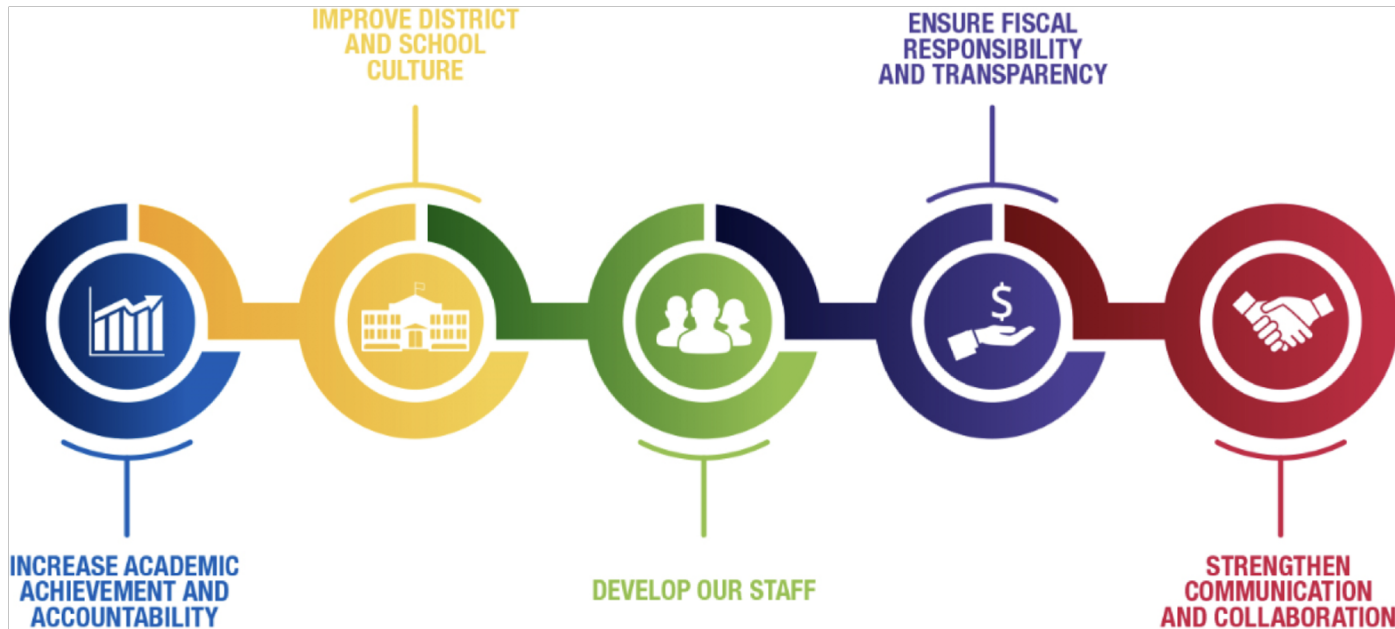 IMPROVE DISTRICT
AND SCHOOL
CULTURE
ENSURE FISCAL
RESPONSIBILITY
AND TRANSPARENCY
$
INCREASE ACADEMIC
ACHIEVEMENT AND
ACCOUNTABILITY
DEVELOP OUR STAFF
STRENGTHEN
COMMUNICATION
AND COLLABORATION